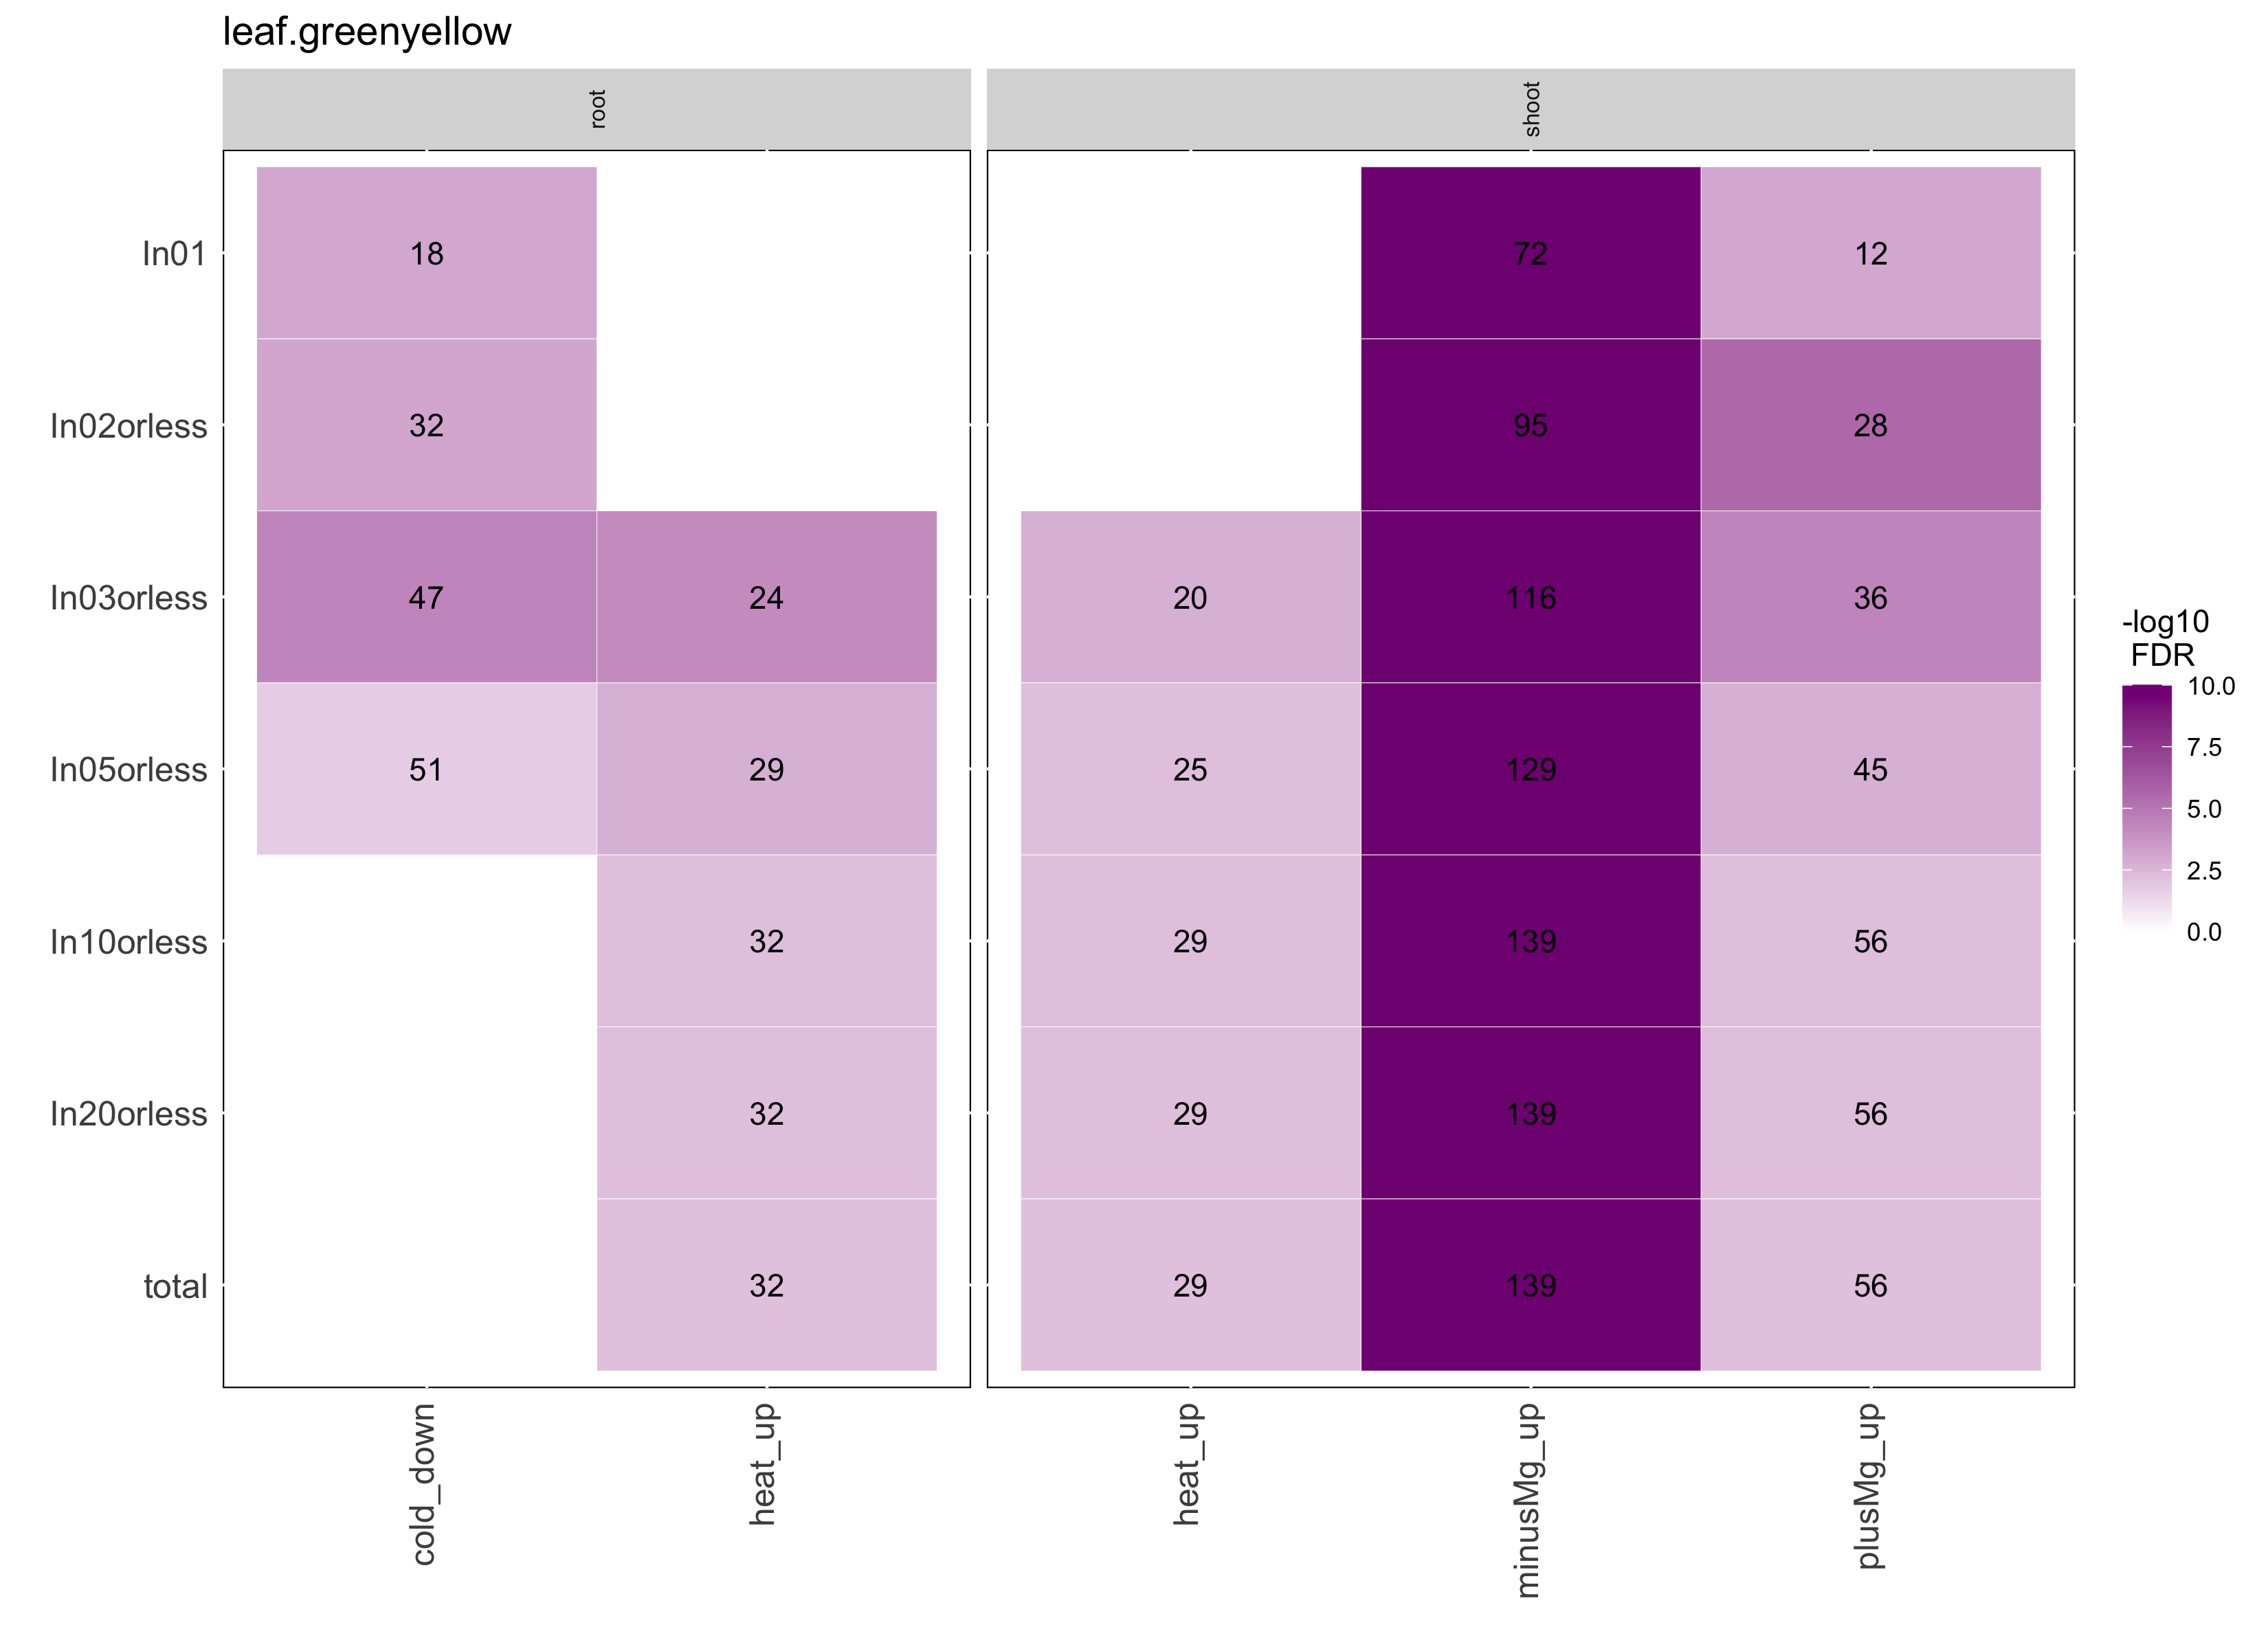 leaf.greenyellow
root
shoot
In01
18
72
12
In02orless
32
95
28
In03orless
47
24
20
116
36
In05orless
51
29
25
129
45
In10orless
32
29
139
56
In20orless
32
29
139
56
total
32
29
139
56
cold_down
heat_up
heat_up
minusMg_up
plusMg_up
-log10
FDR
10.0
7.5
5.0
2.5
0.0